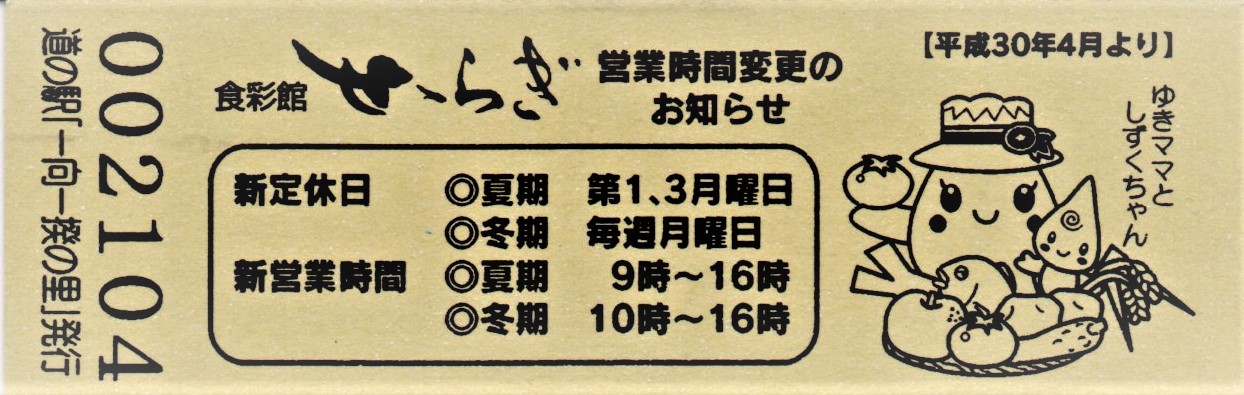 【平成30年4月より】
食彩館 せゝらぎ 営業時間変更の
お知らせ
新定休日 ◎夏期 第1、3月曜日
◎冬期 毎週月曜日
新営業時間 ◎夏期 9時～16時
◎冬期 10時～16時
ゆきママと
しずくちゃん
002104
道の駅「一向一揆の里」発行